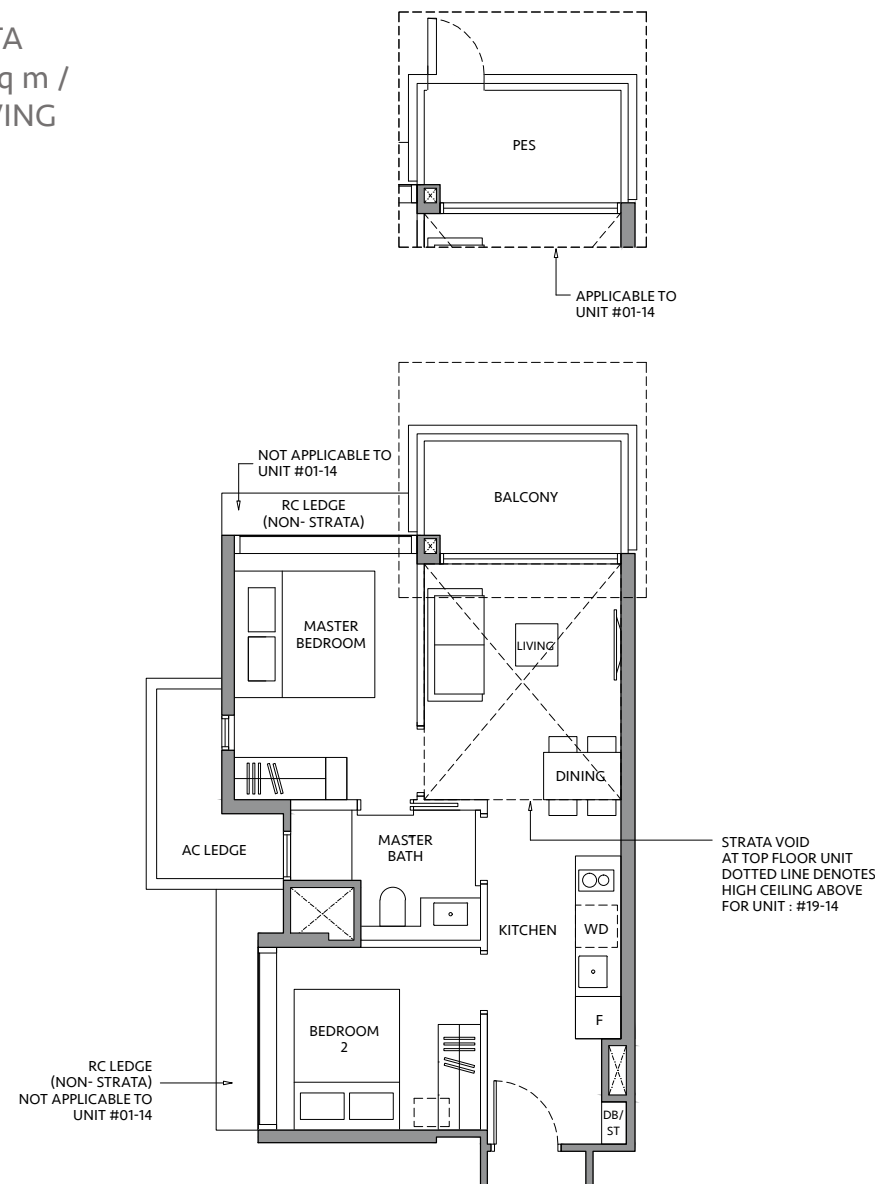 TA
q m /
VING
PES
APPLICABLE TO
UNIT #01-14
NOT APPLICABLE TO
UNIT #01-14
RC LEDGE
(NON- STRATA)
BALCONY
MASTER
BEDROOM
LIVING
DINING
AC LEDGE
MASTER
BATH
STRATA VOID
AT TOP FLOOR UNIT
DOTTED LINE DENOTES
HIGH CEILING ABOVE
FOR UNIT : #19-14
KITCHEN
WD
F
BEDROOM
2
RC LEDGE
(NON- STRATA)
NOT APPLICABLE TO
UNIT #01-14
DB/
ST